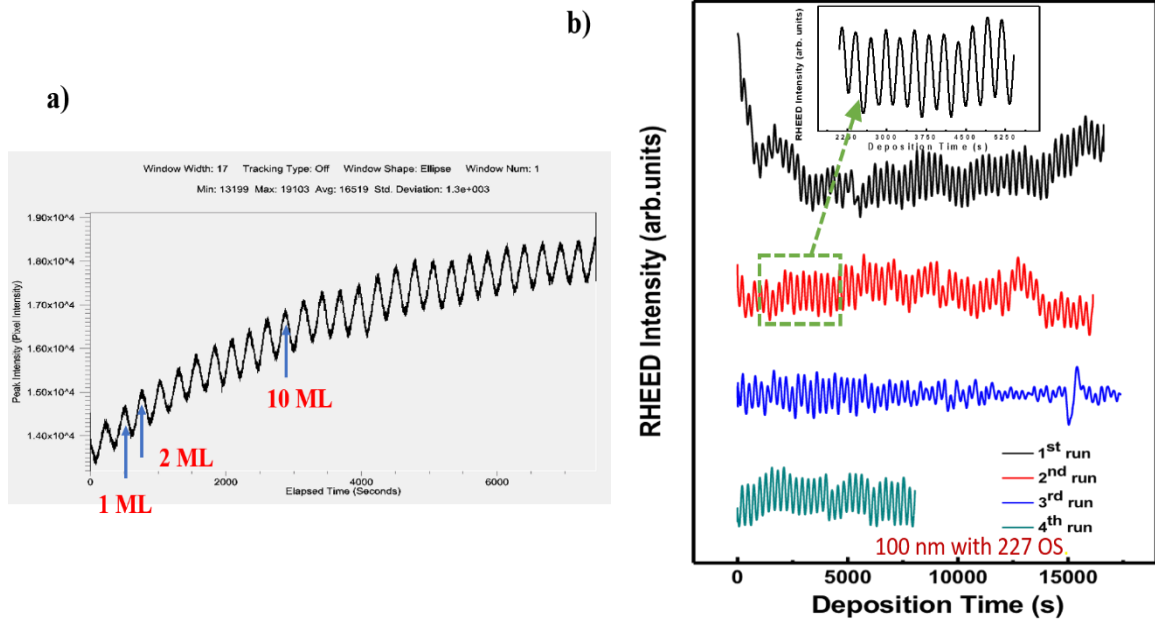 a)
Window Width: 17 Tracking Type: Off Window Shape: Ellipse Window Num: 1
Min: 13199 Max: 19103 Avg: 16519 Std. Deviation: 1.3e+003
Peak Intensity (Pixel Intensity)
1.90x10^4
1.80x10^4
1.70x10^4
1.60x10^4
1.50x10^4
1.40x10^4
0 2000 4000 6000
Elapsed Time (Seconds)
1 ML
2 ML
10 ML
b)
RHEED Intensity (arb. units)
2250 3000 3750 4500 5250
Deposition Time (s)
RHEED Intensity (arb.units)
1st run
2nd run
3rd run
4th run
100 nm with 227 OS.
0 5000 10000 15000
Deposition Time (s)